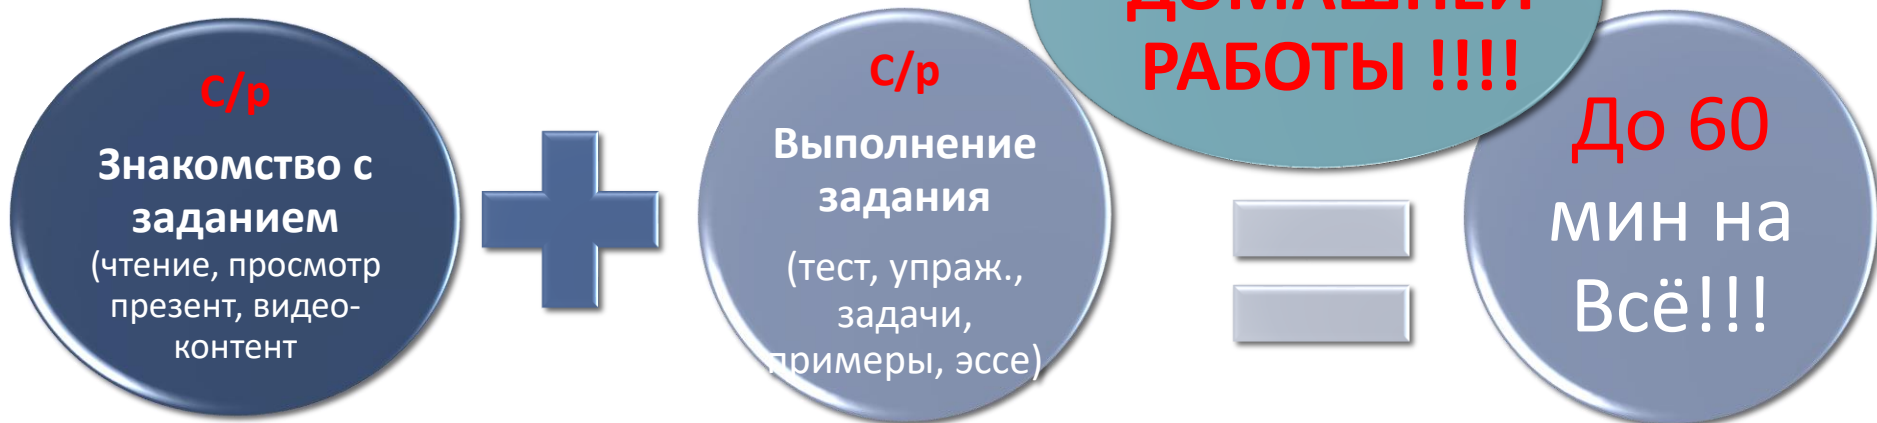 С/р
Знакомство с
заданием
(чтение, просмотр
презент, видео-
контент
С/р
Выполнение
задания
(тест, упраж.,
задачи,
примеры, эссе)
ДОМАШНЕЙ
РАБОТЫ !!!!
До 60
мин на
Всё!!!